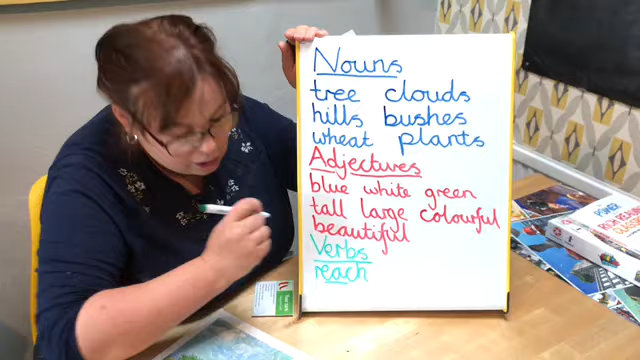 Nouns
tree clouds
hills bushes
wheat plants
Adjectives
blue white green
tall large colourful
beautiful
Verbs
reach